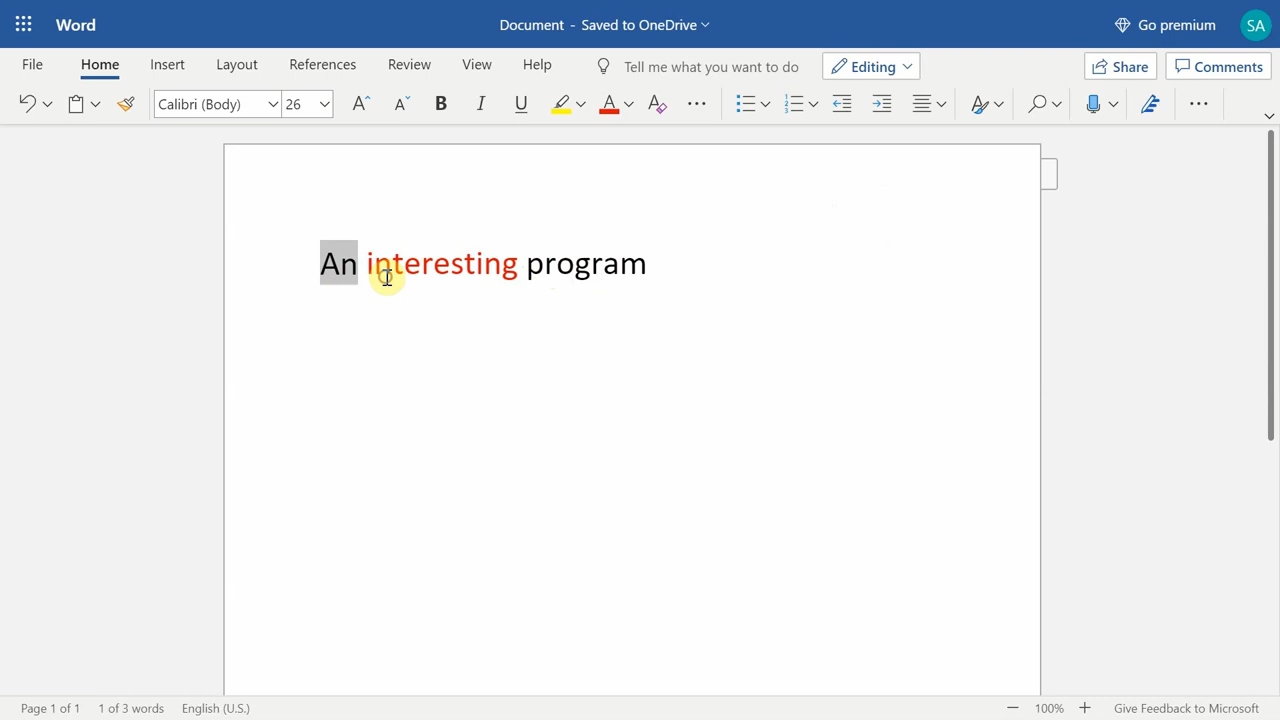 Word
Document - Saved to OneDrive
Go premium
SA
File Home Insert Layout References Review View Help Tell me what you want to do Editing Share Comments
Calibri (Body) 26
An interesting program
Page 1 of 1 1 of 3 words English (U.S.) 100% Give Feedback to Microsoft